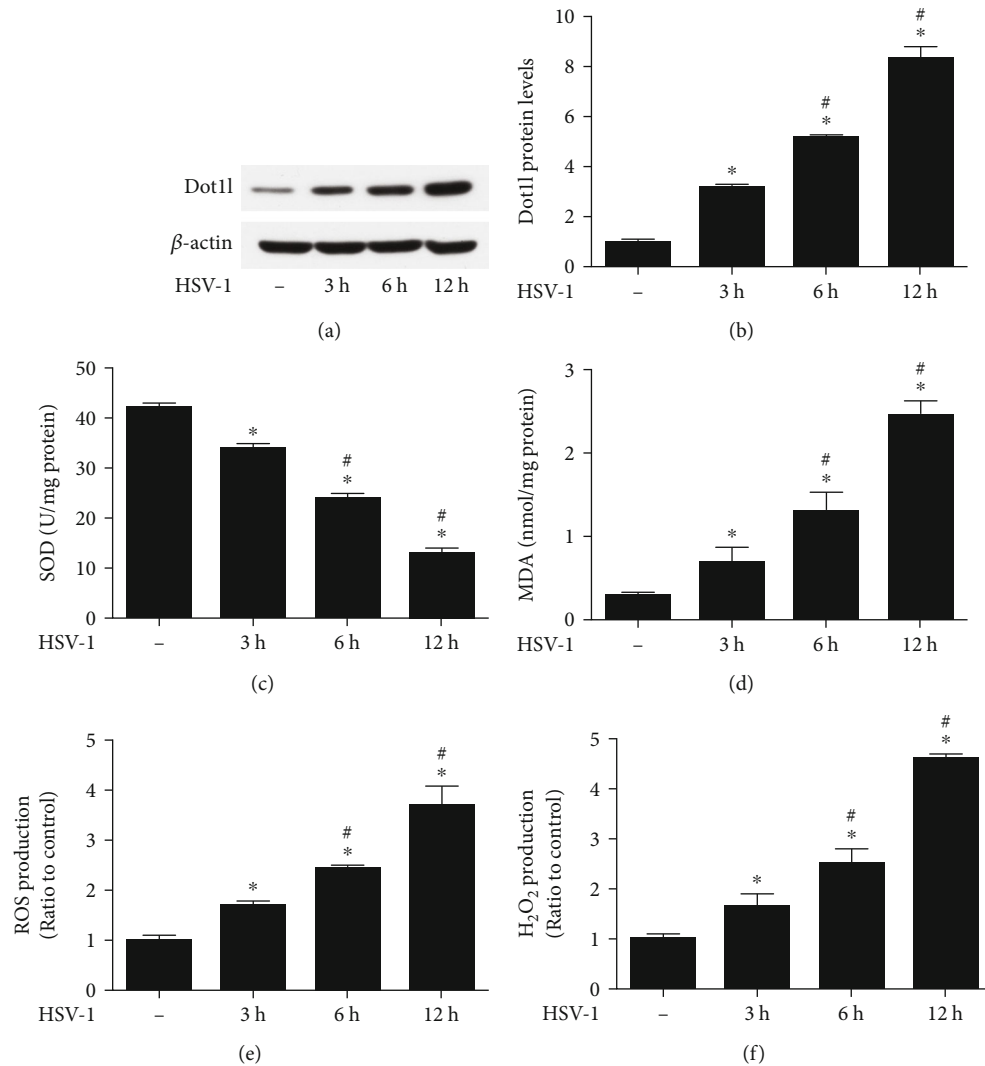 Dot1l
β-actin
HSV-1 – 3 h 6 h 12 h
(a)
Dot1l protein levels
10
8
6
4
2
0
*
#
*
#
*
HSV-1 – 3 h 6 h 12 h
(b)
SOD (U/mg protein)
50
40
30
20
10
0
*
#
*
#
*
HSV-1 – 3 h 6 h 12 h
(c)
MDA (nmol/mg protein)
3
2
1
0
*
#
*
#
*
HSV-1 – 3 h 6 h 12 h
(d)
ROS production
(Ratio to control)
5
4
3
2
1
0
*
#
*
#
*
HSV-1 – 3 h 6 h 12 h
(e)
H₂O₂ production
(Ratio to control)
5
4
3
2
1
0
*
#
*
#
*
HSV-1 – 3 h 6 h 12 h
(f)